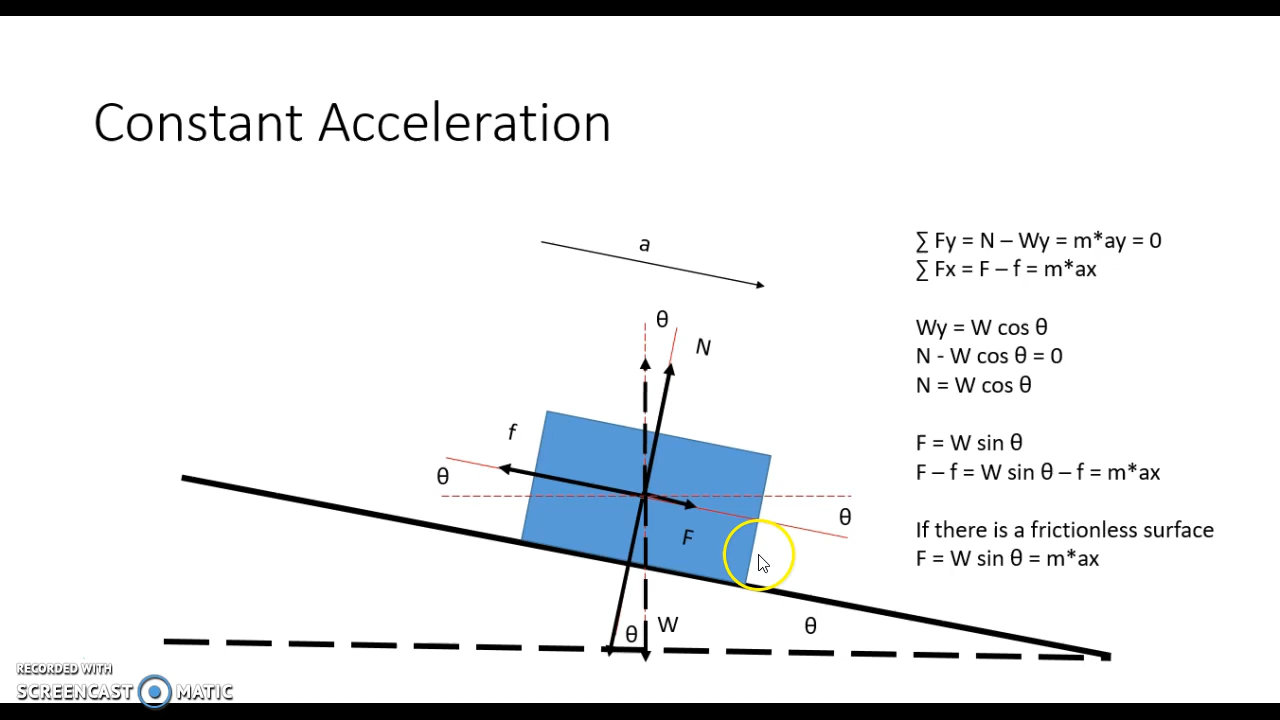 Constant Acceleration
a
∑ Fy = N – Wy = m*ay = 0
∑ Fx = F – f = m*ax
θ
N
Wy = W cos θ
N - W cos θ = 0
N = W cos θ
f
θ
F = W sin θ
F – f = W sin θ – f = m*ax
θ
F
If there is a frictionless surface
F = W sin θ = m*ax
θ
W
θ
RECORDED WITH
SCREENCAST MATIC